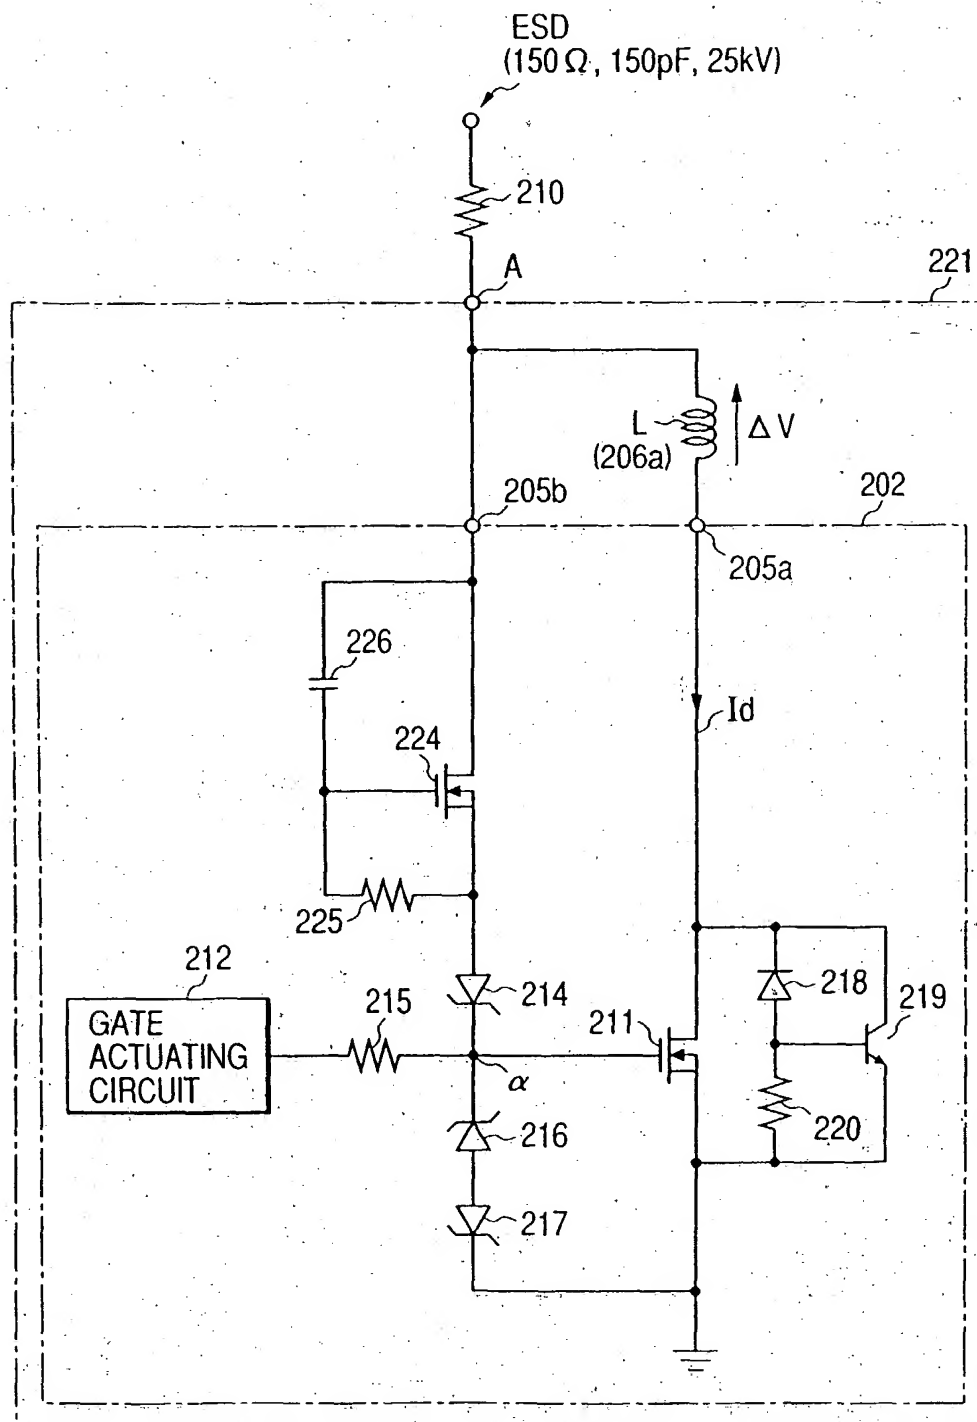 ESD
(150 Ω, 150pF, 25kV)
210
A
221
L
(206a)
ΔV
205b
202
205a
226
Id
224
225
212
214
218
219
215
211
GATE
ACTUATING
CIRCUIT
α
216
220
217